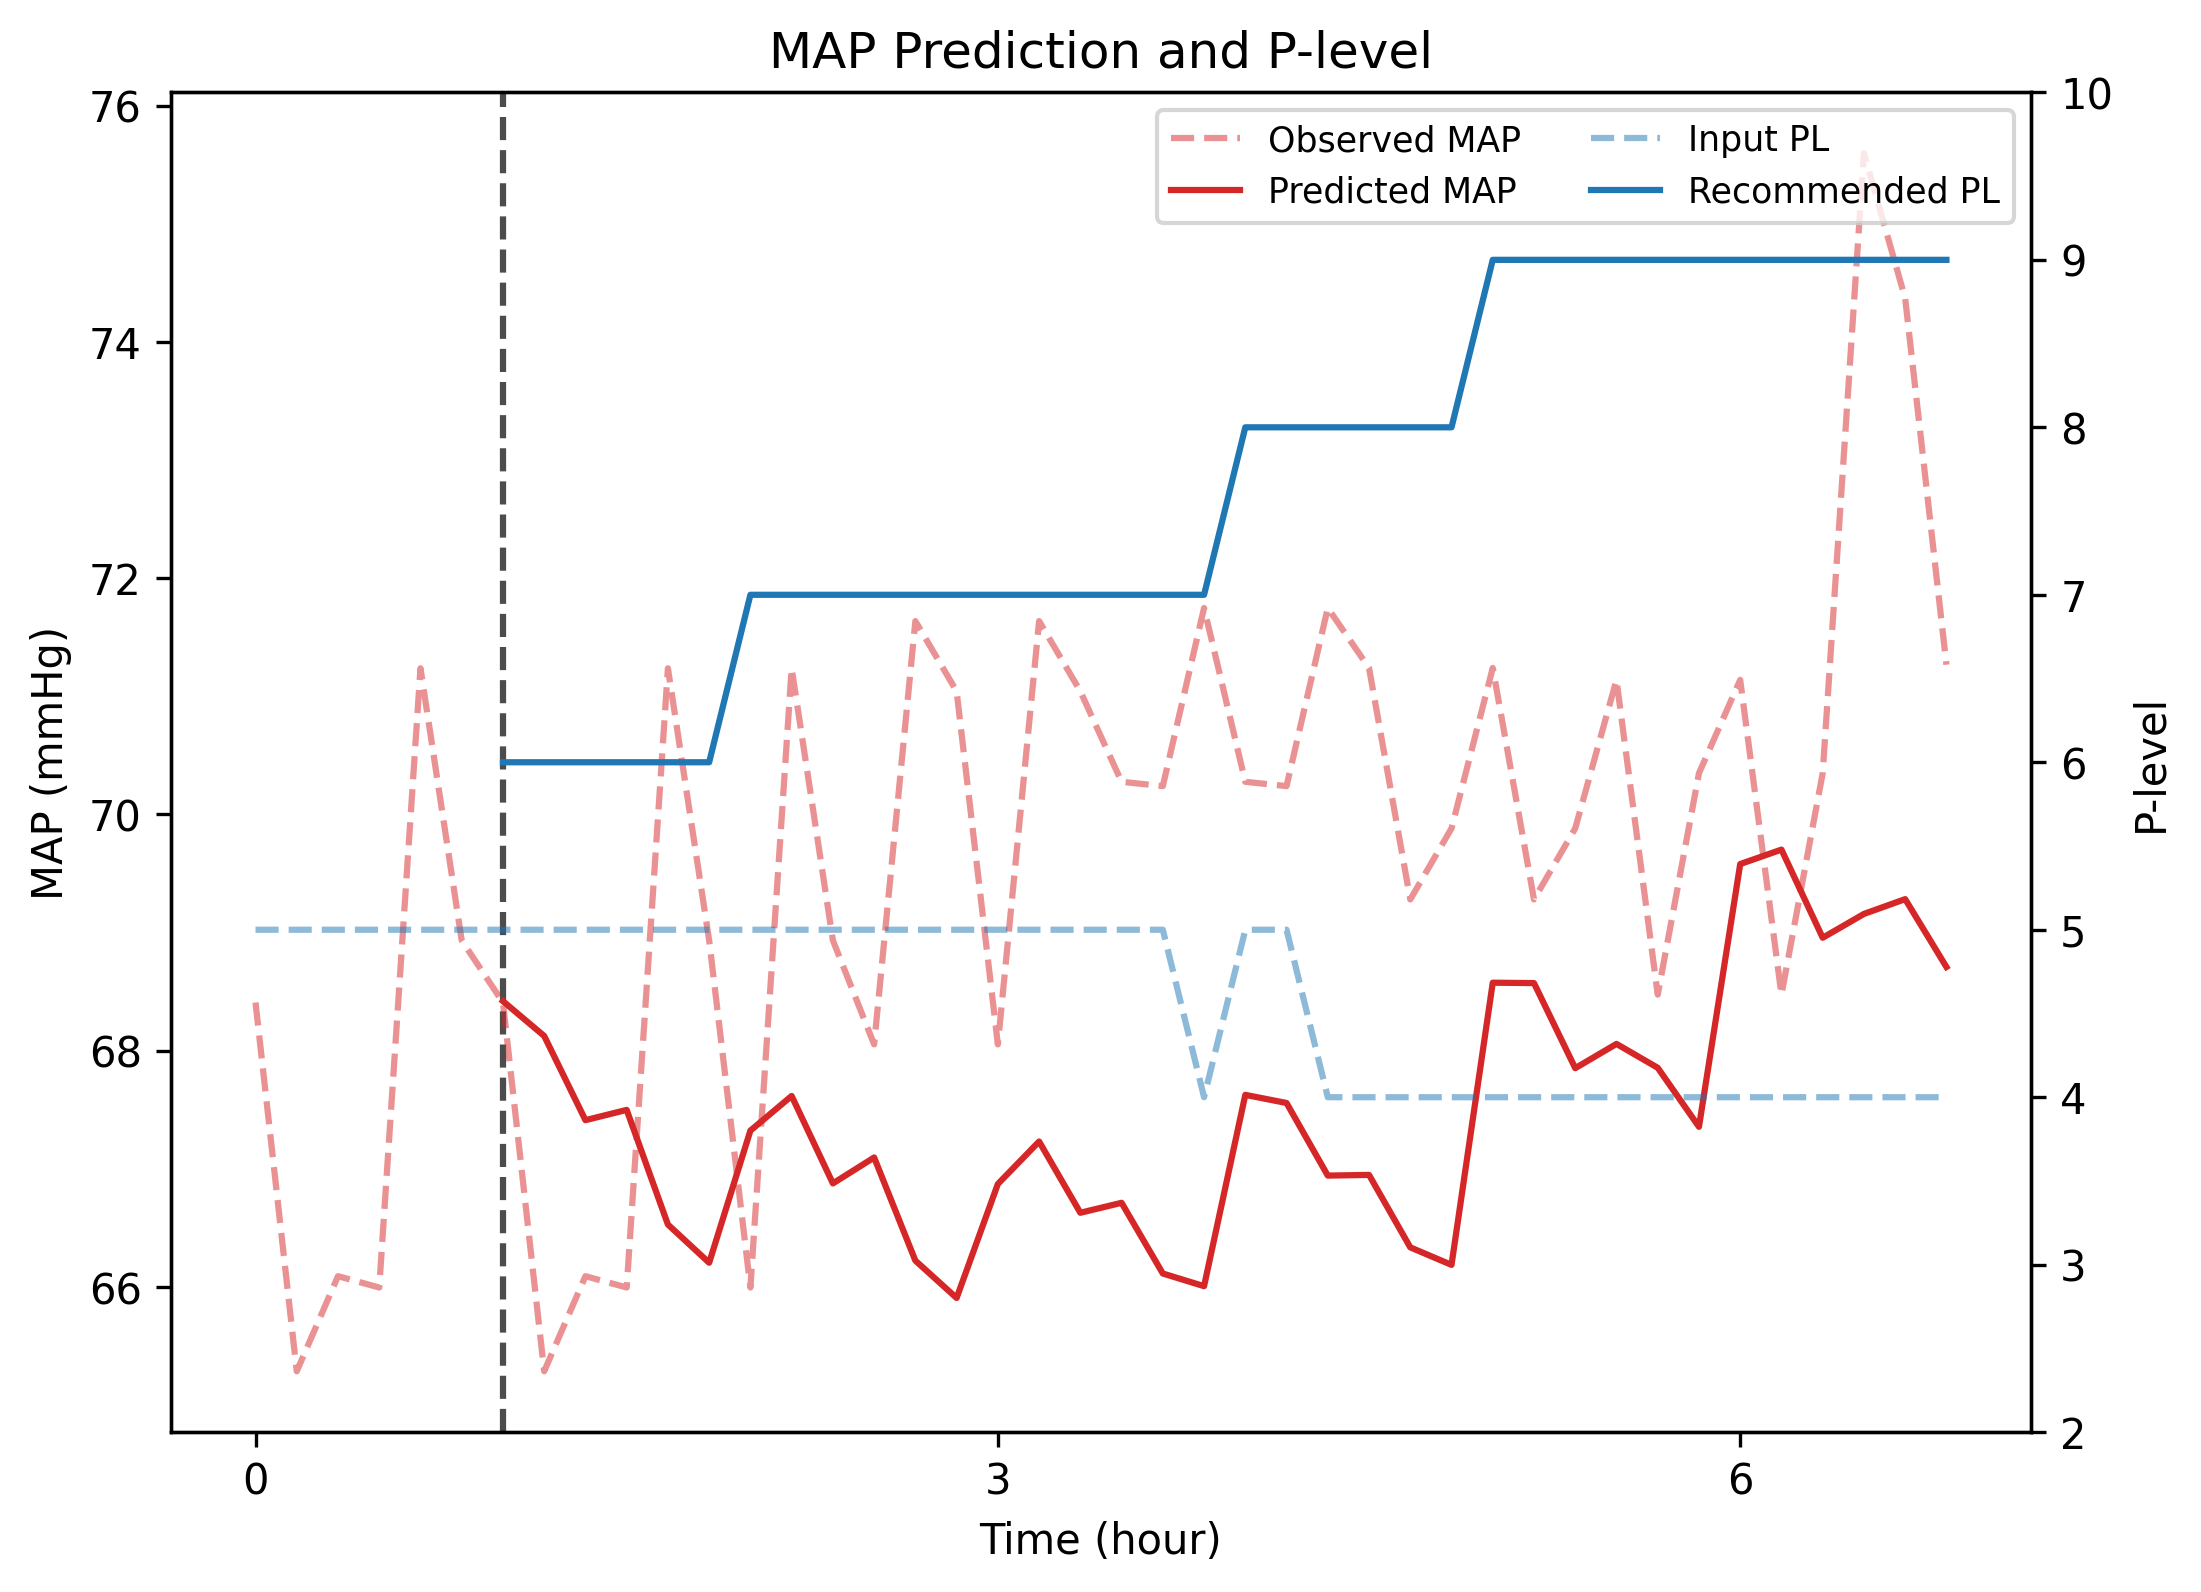 MAP Prediction and P-level
Observed MAP
Predicted MAP
Input PL
Recommended PL
MAP (mmHg)
76
74
72
70
68
66
10
9
8
7
6
5
4
3
2
P-level
0
3
6
Time (hour)